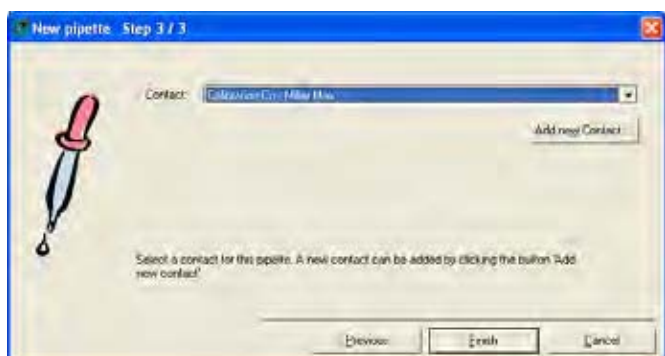 New pipette Step 3 / 3
Contact:
Add new Contact
Select a contact for this pipette. A new contact can be added by clicking the button 'Add
new contact'
Previous
Finish
Cancel